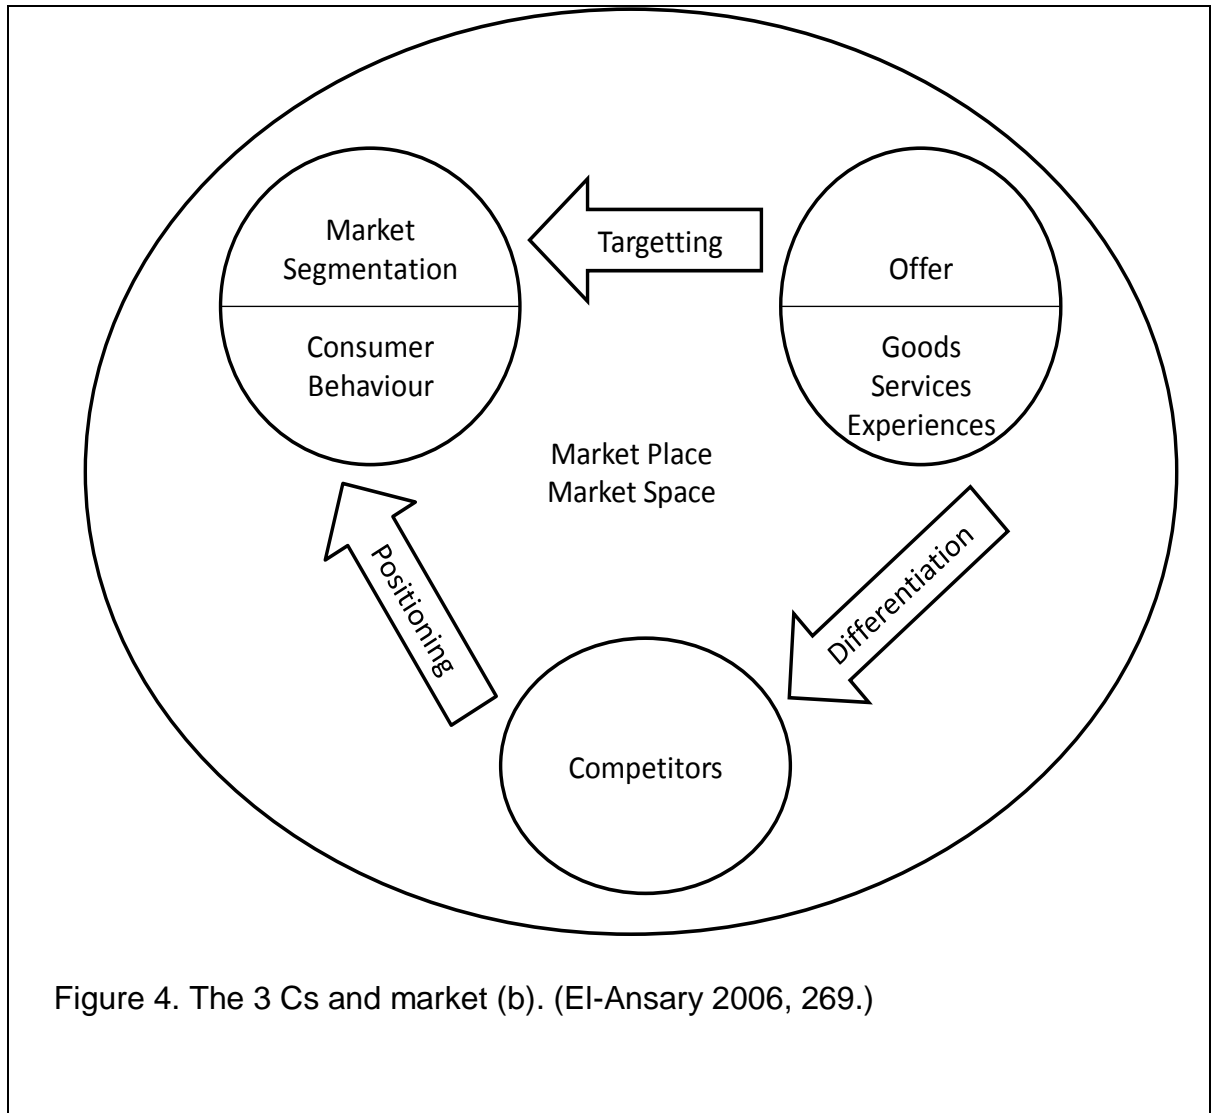 Market
Segmentation
Consumer
Behaviour
Targetting
Offer
Goods
Services
Experiences
Market Place
Market Space
Positioning
Differentiation
Competitors
Figure 4. The 3 Cs and market (b). (El-Ansary 2006, 269.)